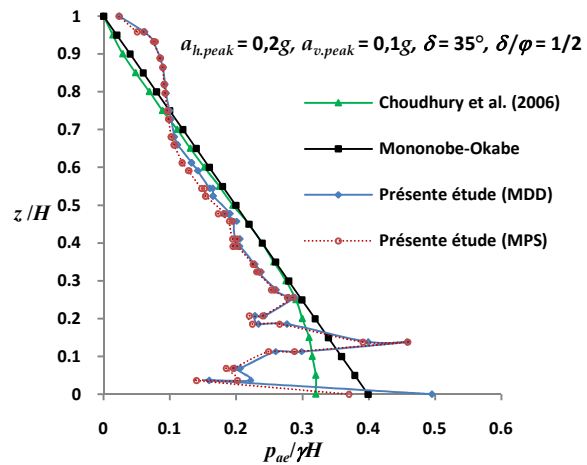 a_h.peak = 0,2g, a_v.peak = 0,1g, δ = 35°, δ/φ = 1/2
1
0.9
0.8
0.7
0.6
0.5
0.4
0.3
0.2
0.1
0
z /H
Choudhury et al. (2006)
Mononobe-Okabe
Présente étude (MDD)
Présente étude (MPS)
0 0.1 0.2 0.3 0.4 0.5 0.6
p_ae/γH